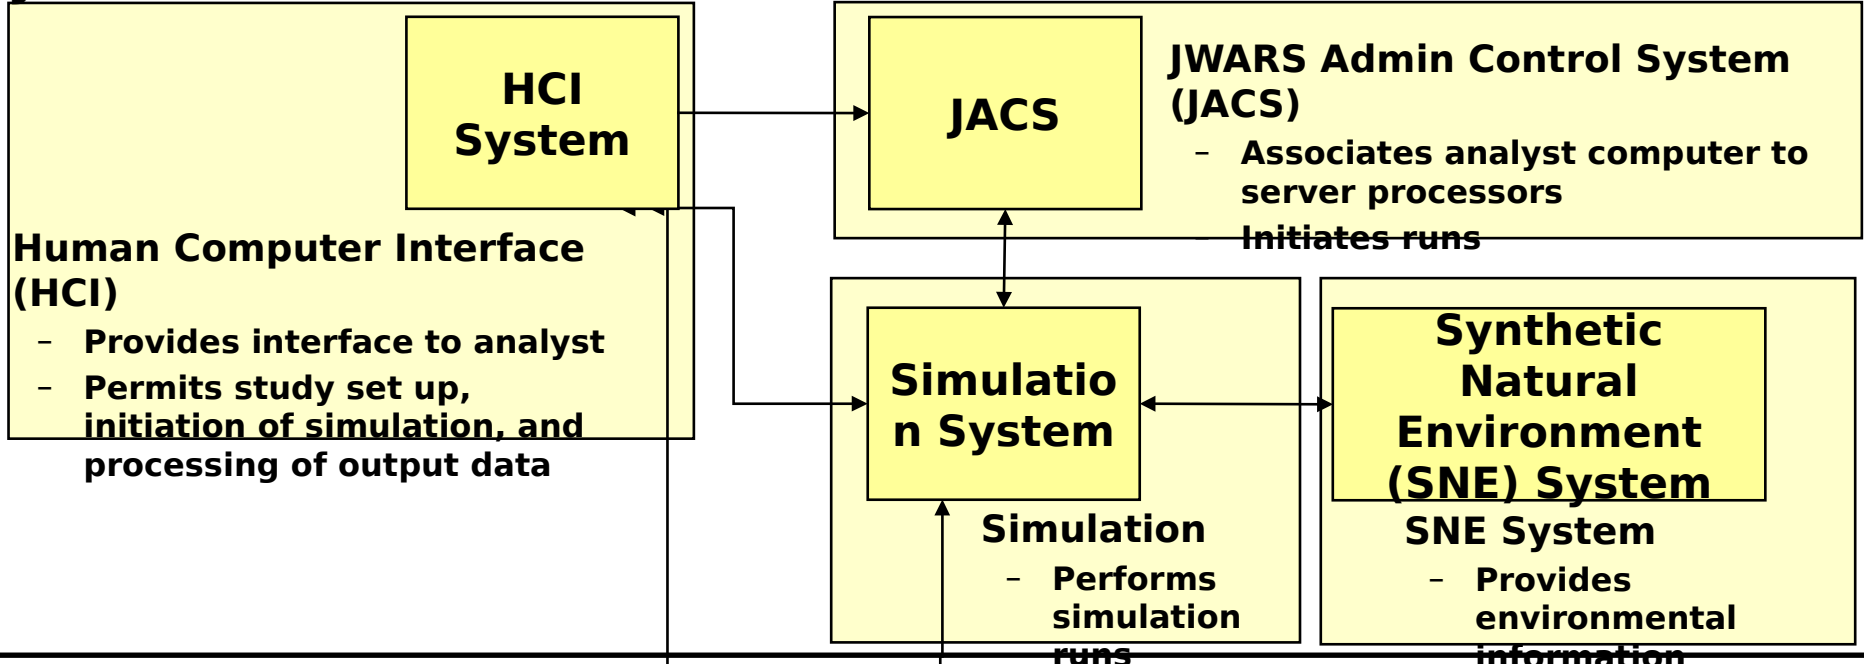 HCI
System
JACS
JWARS Admin Control System
(JACS)
– Associates analyst computer to
server processors
– Initiates runs
Human Computer Interface
(HCI)
– Provides interface to analyst
– Permits study set up,
initiation of simulation, and
processing of output data
Simulatio
n System
Simulation
– Performs
simulation
runs
Synthetic
Natural
Environment
(SNE) System
SNE System
– Provides
environmental
information